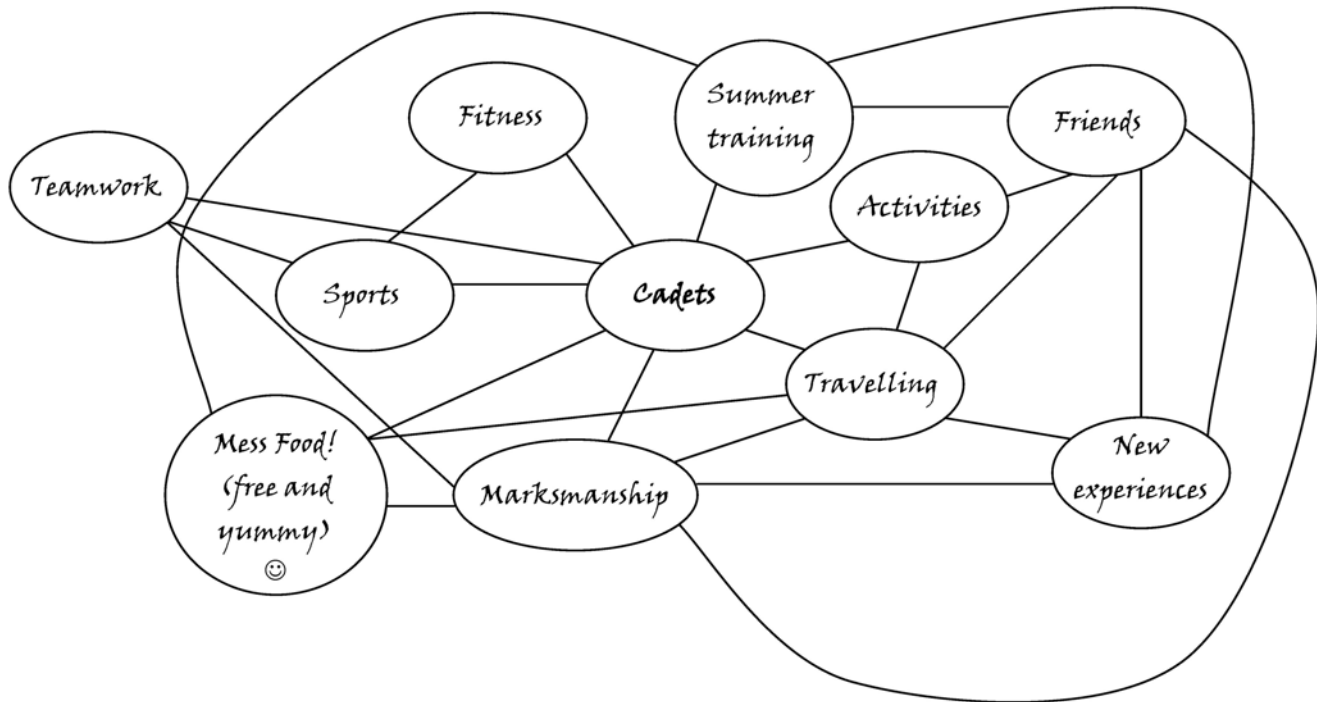 Summer
training
Fitness
Friends
Teamwork
Activities
Sports
Cadets
Travelling
Mess Food!
(free and
yummy)
☺
Marksmanship
New
experiences